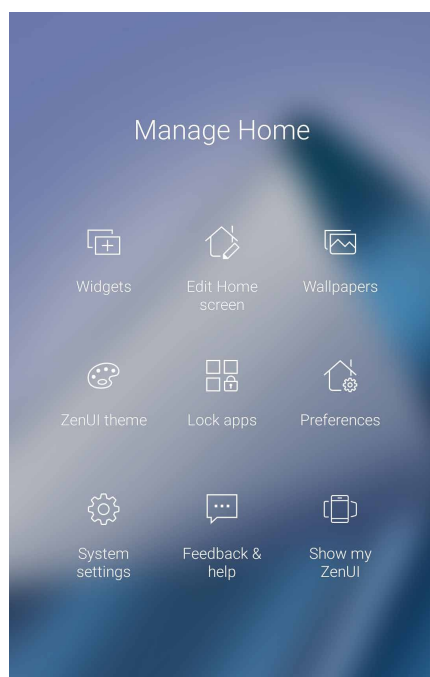 Manage Home
Widgets
Edit Home
screen
Wallpapers
ZenUI theme
Lock apps
Preferences
System
settings
Feedback &
help
Show my
ZenUI